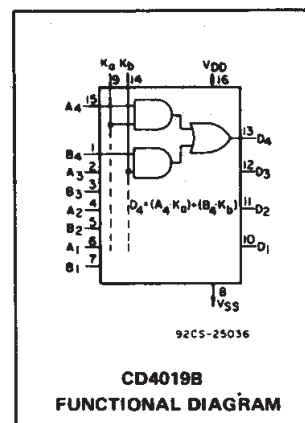 Ka Kb
9 14
VDD
16
A4 15
13 D4
B4 1
A3 2
12 D3
B3 3
A2 4
D4=(A4·Ka)+(B4·Kb)
11 D2
B2 5
A1 6
10 D1
B1 7
8
VSS
92CS-25036
CD4019B
FUNCTIONAL DIAGRAM